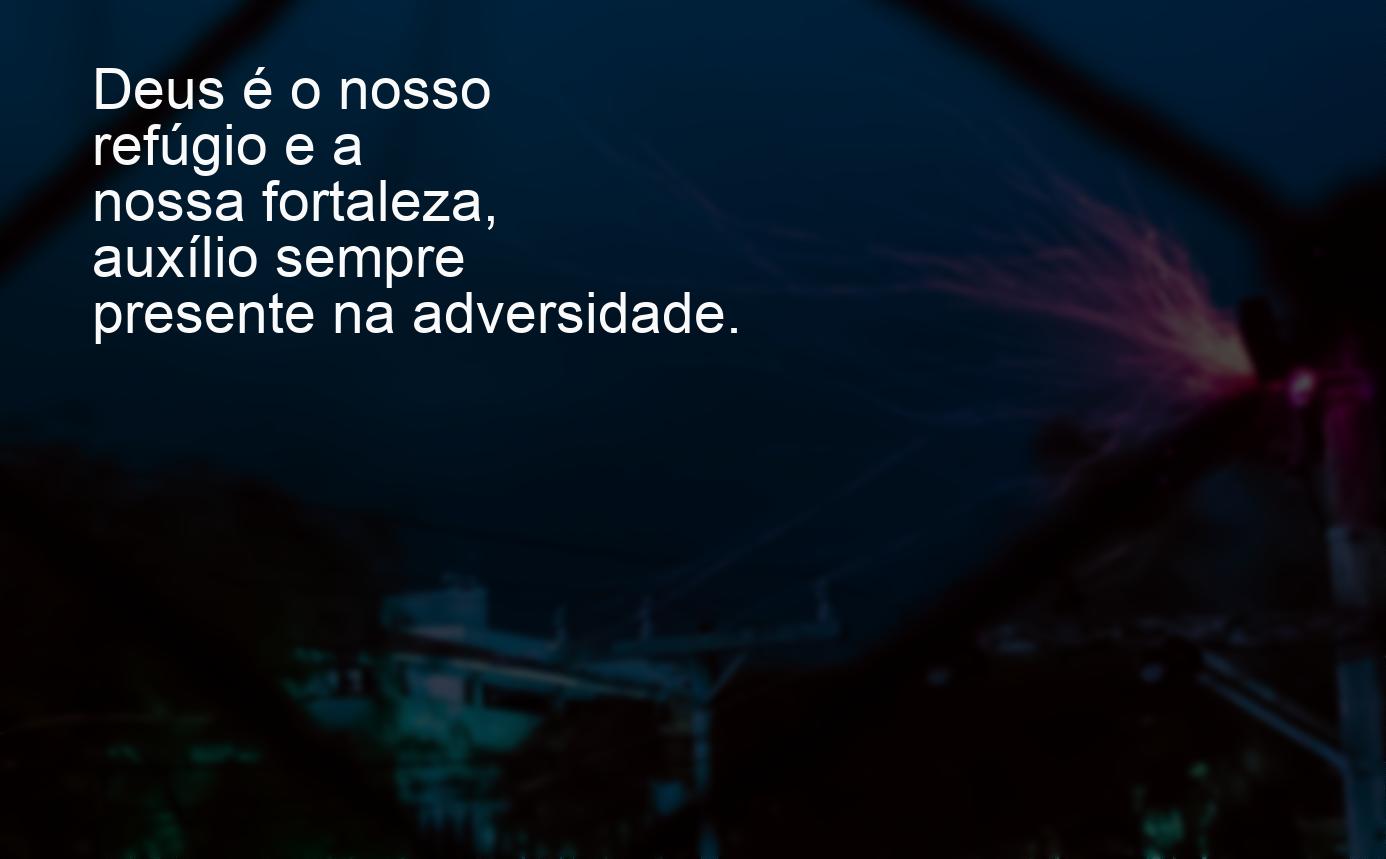 Deus é o nosso
refúgio e a
nossa fortaleza,
auxílio sempre
presente na adversidade.